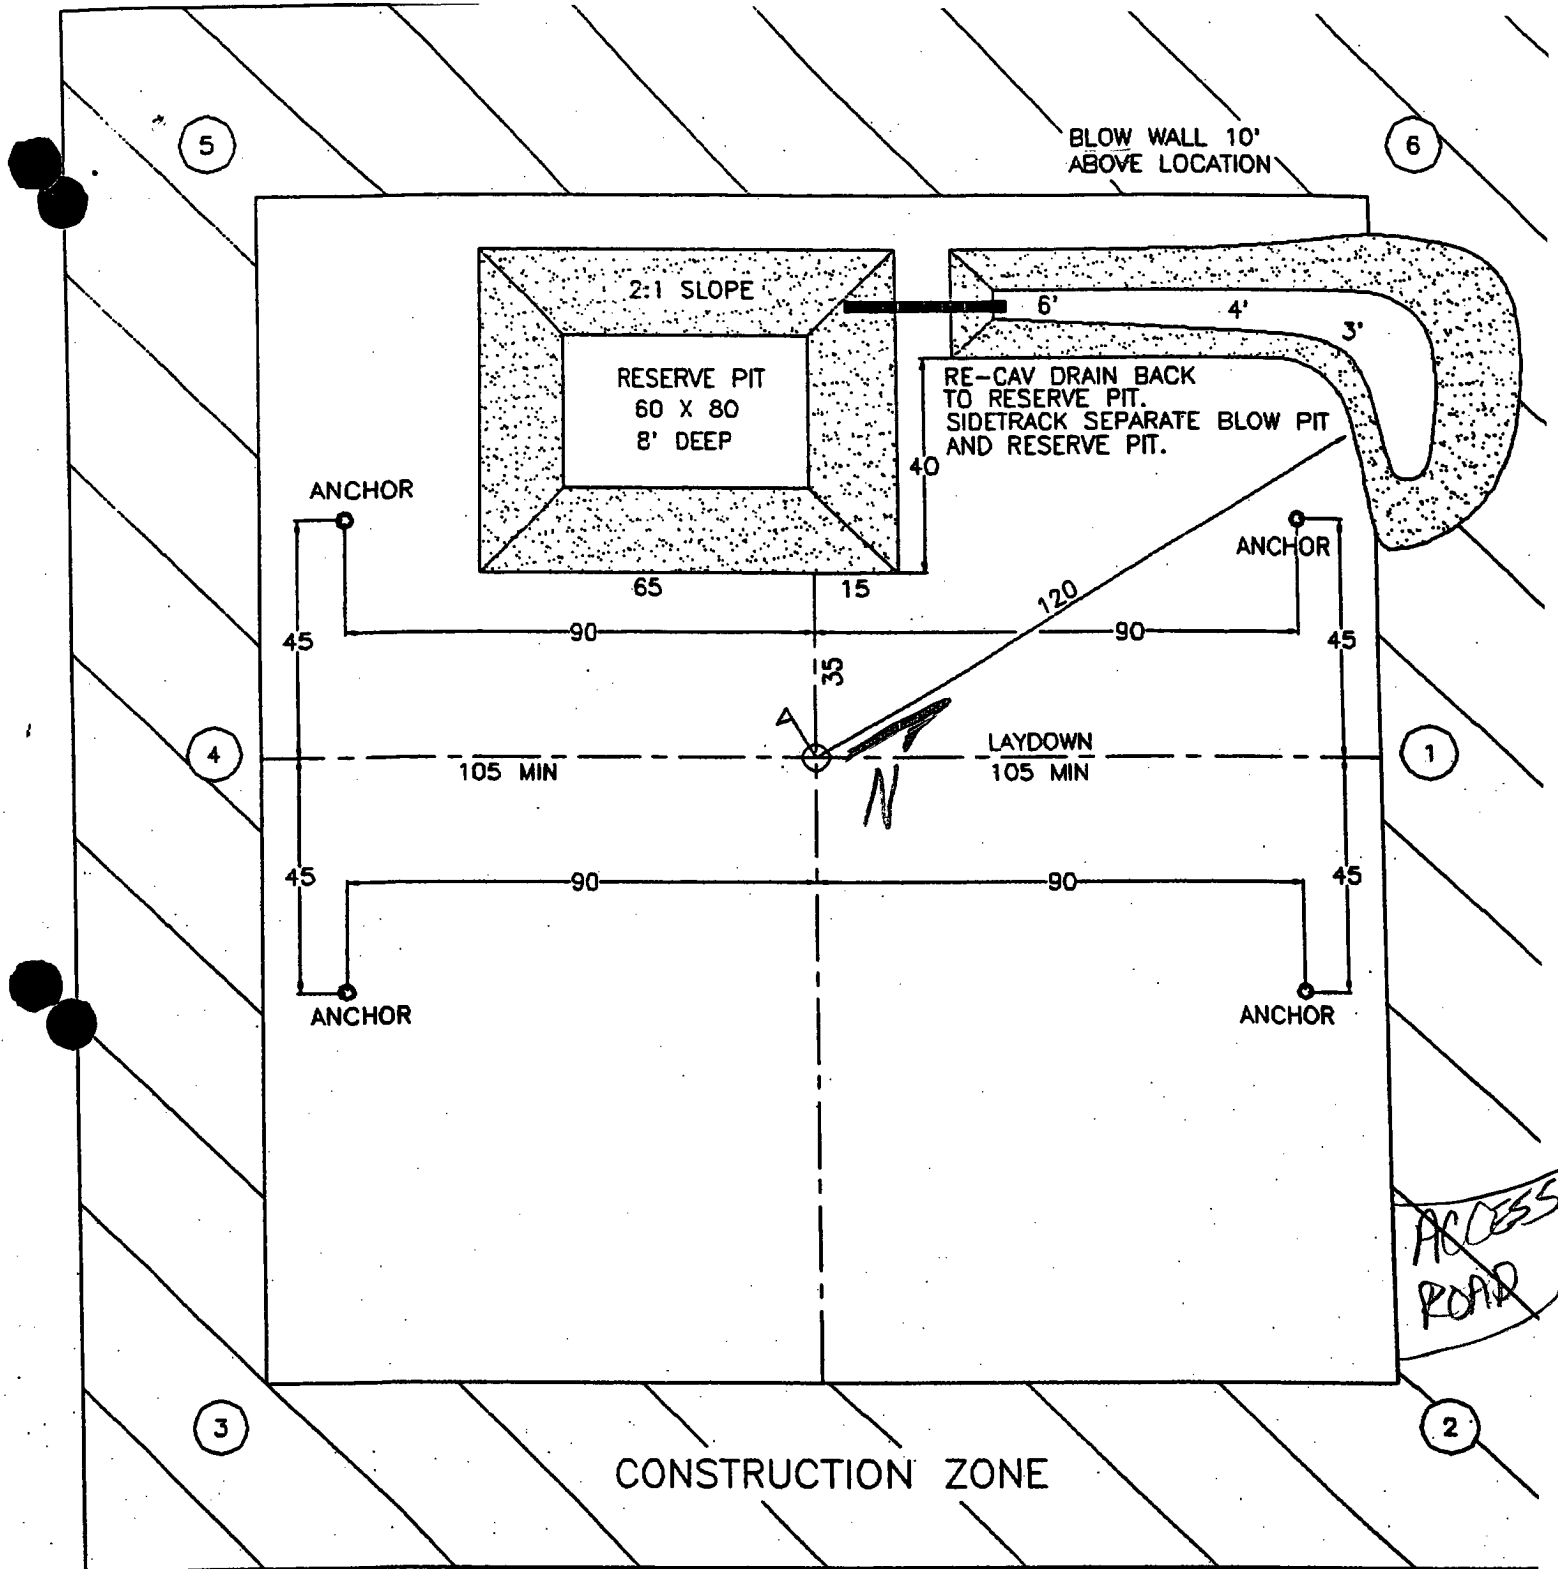 5
BLOW WALL 10'
ABOVE LOCATION
6
2:1 SLOPE
6'
4'
3'
RESERVE PIT
60 X 80
8' DEEP
RE-CAV DRAIN BACK
TO RESERVE PIT.
SIDETRACK SEPARATE BLOW PIT
AND RESERVE PIT.
40
ANCHOR
ANCHOR
65
15
120
45
90
90
45
35
4
105 MIN
LAYDOWN
105 MIN
1
N
45
90
90
45
ANCHOR
ANCHOR
ACCESS
ROAD
3
2
CONSTRUCTION ZONE